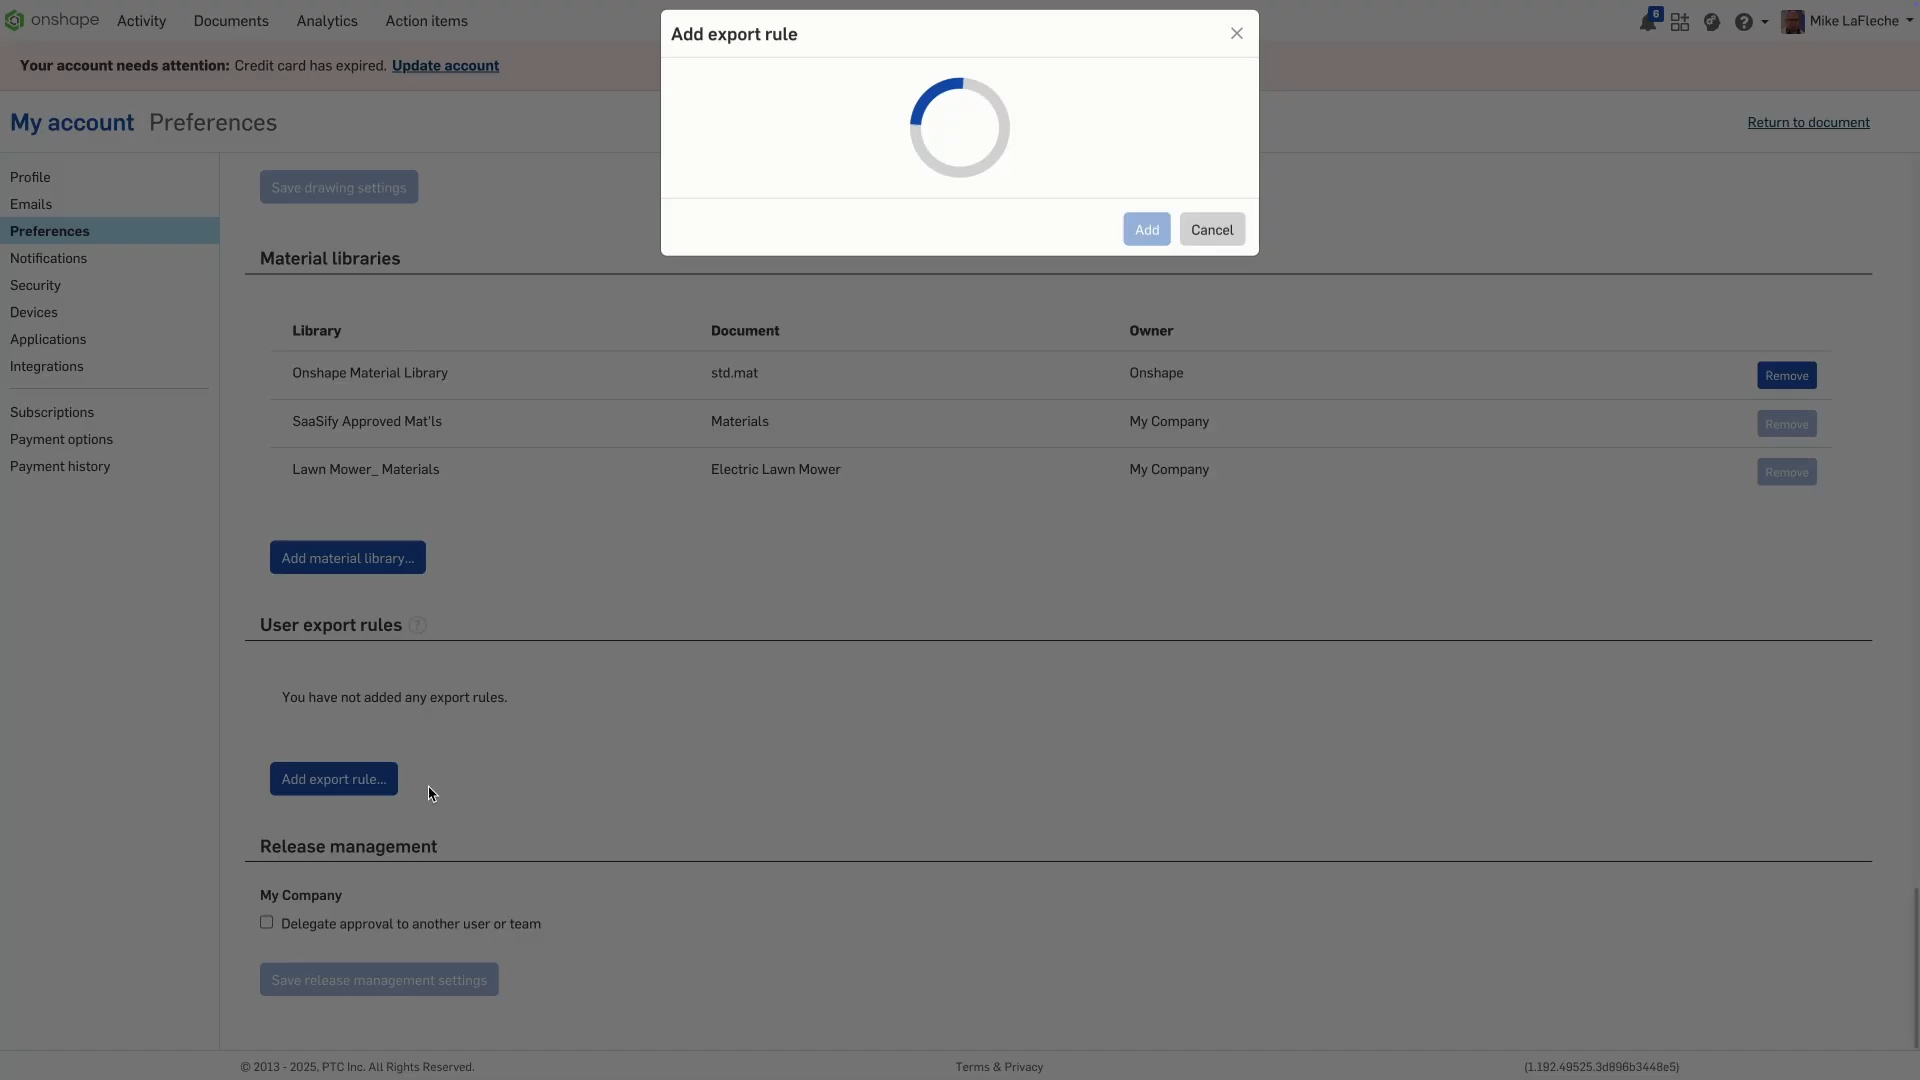 onshape Activity Documents Analytics Action items 6 ? Mike LaFleche
Add export rule
Your account needs attention: Credit card has expired. Update account
My account Preferences Return to document
Profile
Emails
Preferences
Notifications
Security
Devices
Applications
Integrations
Subscriptions
Payment options
Payment history
Save drawing settings
Add Cancel
Material libraries
Library Document Owner
Onshape Material Library std.mat Onshape Remove
SaaSify Approved Mat'ls Materials My Company Remove
Lawn Mower_ Materials Electric Lawn Mower My Company Remove
Add material library...
User export rules ?
You have not added any export rules.
Add export rule...
Release management
My Company
Delegate approval to another user or team
Save release management settings
© 2013 - 2025, PTC Inc. All Rights Reserved. Terms & Privacy (1.192.49525.3d896b3448e5)